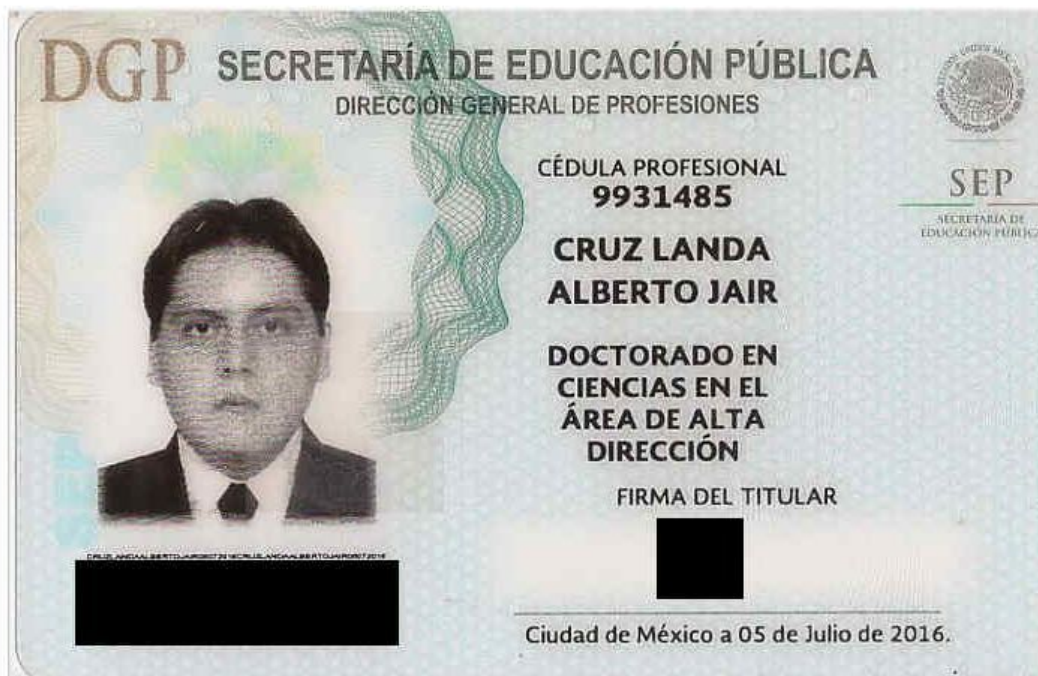 DGP
SECRETARÍA DE EDUCACIÓN PÚBLICA
DIRECCIÓN GENERAL DE PROFESIONES
CÉDULA PROFESIONAL
9931485
SEP
SECRETARÍA DE
EDUCACIÓN PÚBLICA
CRUZ LANDA
ALBERTO JAIR
DOCTORADO EN
CIENCIAS EN EL
ÁREA DE ALTA
DIRECCIÓN
FIRMA DEL TITULAR
Ciudad de México a 05 de Julio de 2016.